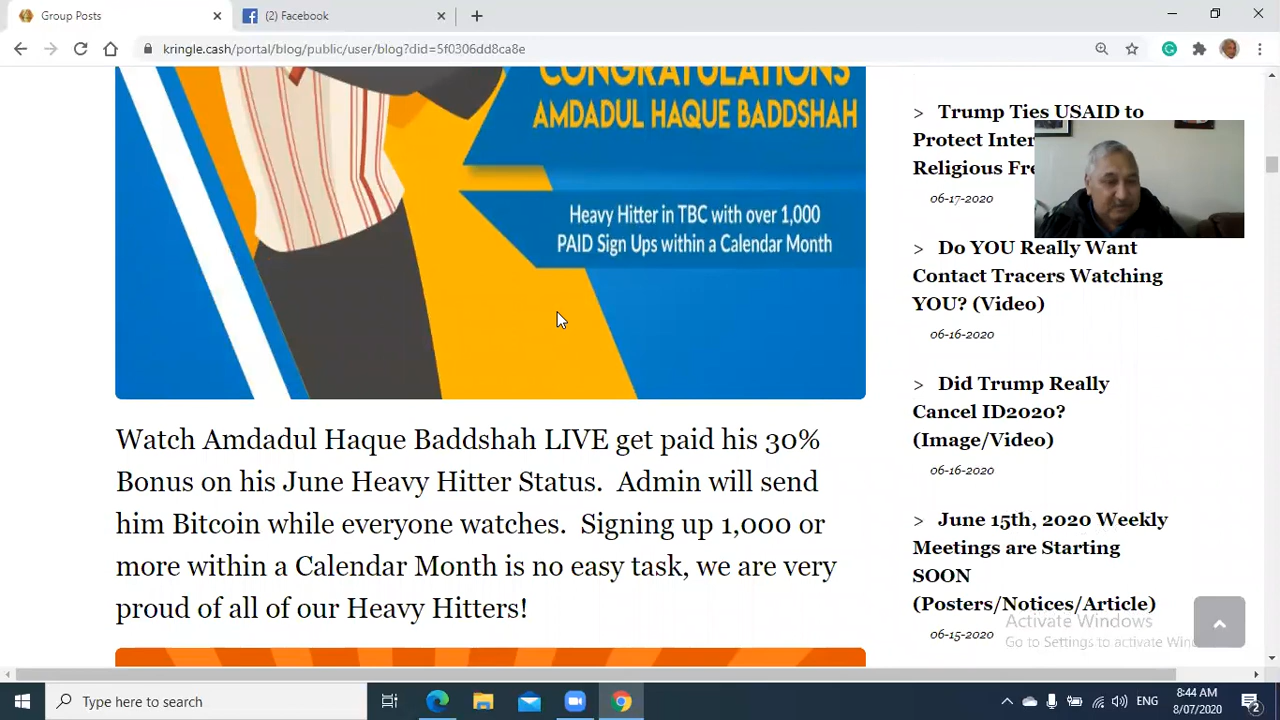 Group Posts
(2) Facebook
kringle.cash/portal/blog/public/user/blog?did=5f0306dd8ca8e
CONGRATULATIONS
AMDADUL HAQUE BADDSHAH
Heavy Hitter in TBC with over 1,000
PAID Sign Ups within a Calendar Month
Watch Amdadul Haque Baddshah LIVE get paid his 30%
Bonus on his June Heavy Hitter Status.  Admin will send
him Bitcoin while everyone watches.  Signing up 1,000 or
more within a Calendar Month is no easy task, we are very
proud of all of our Heavy Hitters!
> Trump Ties USAID to
Protect
Religious
06-17-2020
> Do YOU Really Want
Contact Tracers Watching
YOU? (Video)
06-16-2020
> Did Trump Really
Cancel ID2020?
(Image/Video)
06-16-2020
> June 15th, 2020 Weekly
Meetings are Starting
SOON
(Posters/Notices/Article)
06-15-2020
Activate Windows
Go to Settings to activate
Type here to search
ENG
8:44 AM
8/07/2020
2